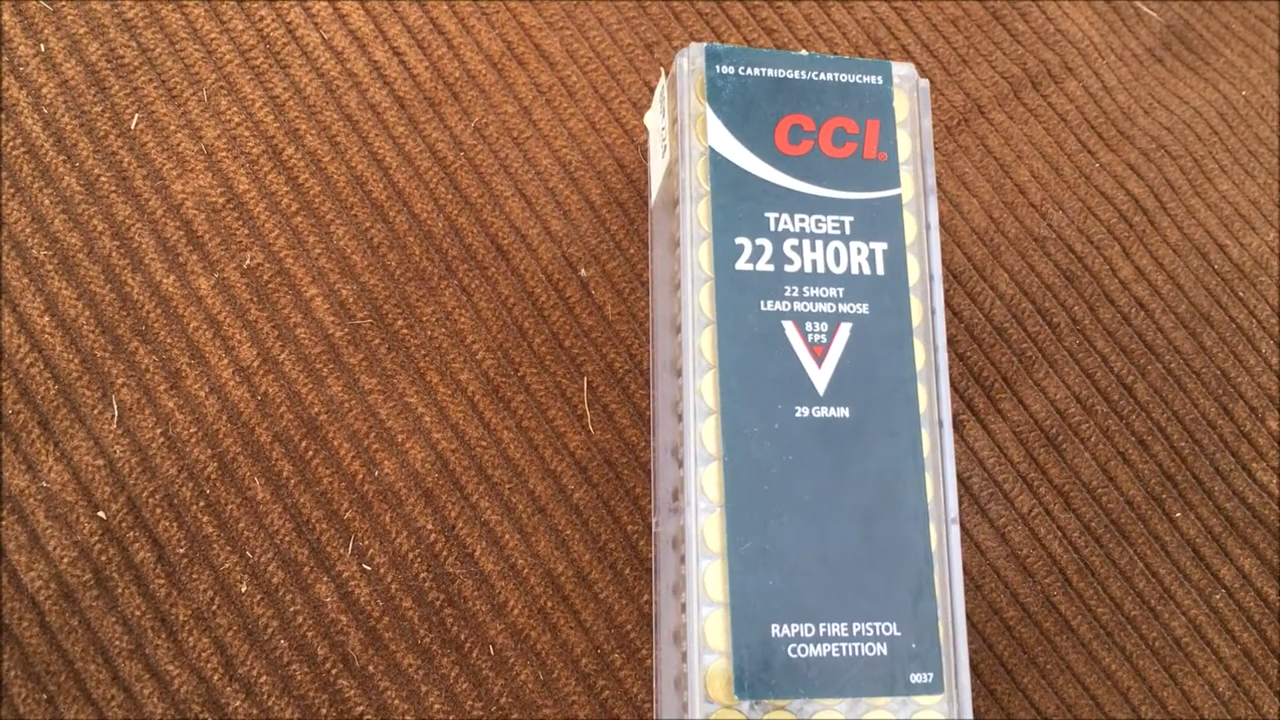 100 CARTRIDGES/CARTOUCHES
CCI®
TARGET
22 SHORT
22 SHORT
LEAD ROUND NOSE
830
FPS
29 GRAIN
RAPID FIRE PISTOL
COMPETITION
0037